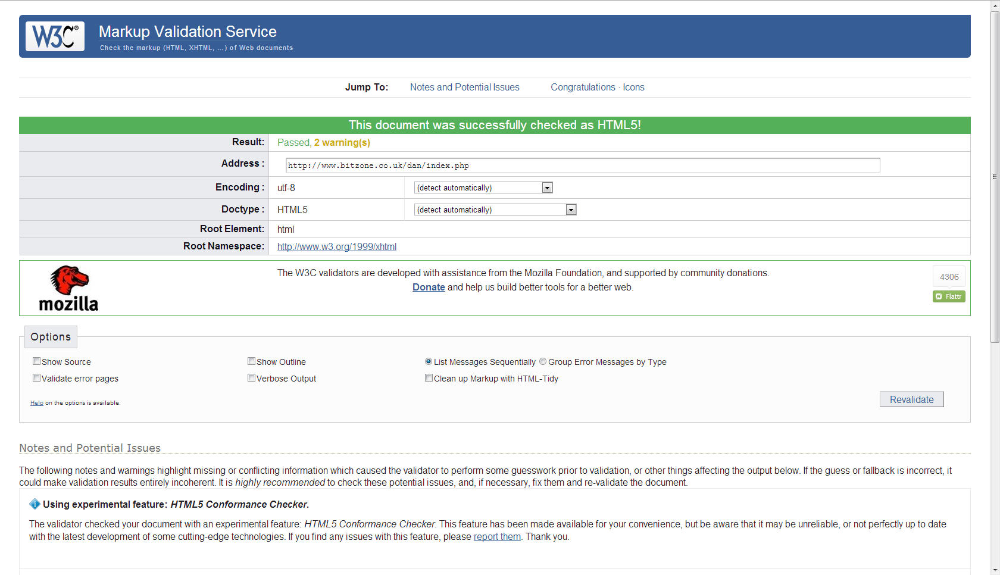 W3C®
Markup Validation Service
Check the markup (HTML, XHTML, ...) of Web documents
Jump To: Notes and Potential Issues Congratulations · Icons
This document was successfully checked as HTML5!
Result: Passed, 2 warning(s)
Address : http://www.bitzone.co.uk/dan/index.php
Encoding : utf-8 (detect automatically)
Doctype : HTML5 (detect automatically)
Root Element: html
Root Namespace: http://www.w3.org/1999/xhtml
mozilla
The W3C validators are developed with assistance from the Mozilla Foundation, and supported by community donations.
Donate and help us build better tools for a better web.
4306
Flattr
Options
Show Source Show Outline List Messages Sequentially Group Error Messages by Type
Validate error pages Verbose Output Clean up Markup with HTML-Tidy
Help on the options is available.
Revalidate
Notes and Potential Issues
The following notes and warnings highlight missing or conflicting information which caused the validator to perform some guesswork prior to validation, or other things affecting the output below. If the guess or fallback is incorrect, it
could make validation results entirely incoherent. It is highly recommended to check these potential issues, and, if necessary, fix them and re-validate the document.
Using experimental feature: HTML5 Conformance Checker.
The validator checked your document with an experimental feature: HTML5 Conformance Checker. This feature has been made available for your convenience, but be aware that it may be unreliable, or not perfectly up to date
with the latest development of some cutting-edge technologies. If you find any issues with this feature, please report them. Thank you.